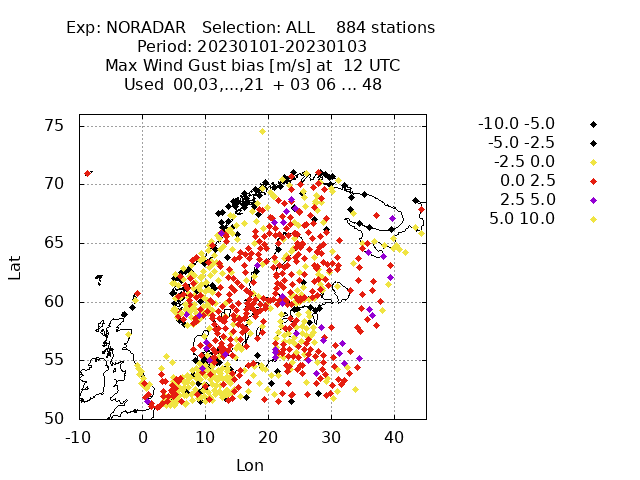 Exp: NORADAR Selection: ALL 884 stations
Period: 20230101-20230103
Max Wind Gust bias [m/s] at 12 UTC
Used 00,03,...,21 + 03 06 ... 48
-10.0 -5.0
-5.0 -2.5
-2.5 0.0
0.0 2.5
2.5 5.0
5.0 10.0
75
70
65
60
55
50
Lat
-10 0 10 20 30 40
Lon